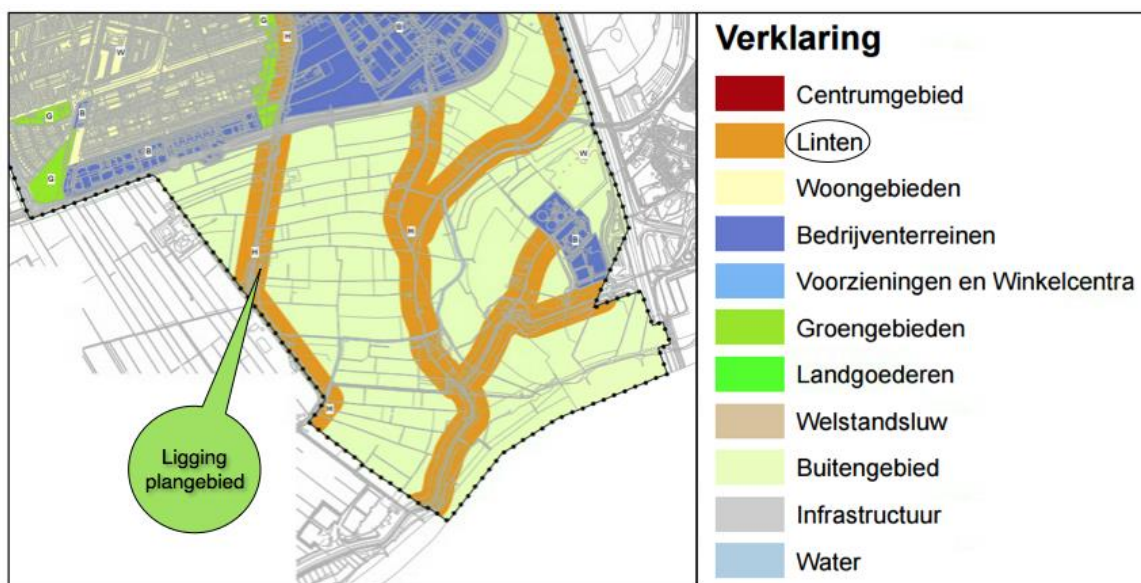 G
H
B
W
G
B
G
B
W
H
H
B
H
Ligging
plangebied
Verklaring
Centrumgebied
Linten
Woongebieden
Bedrijventerreinen
Voorzieningen en Winkelcentra
Groengebieden
Landgoederen
Welstandsluw
Buitengebied
Infrastructuur
Water